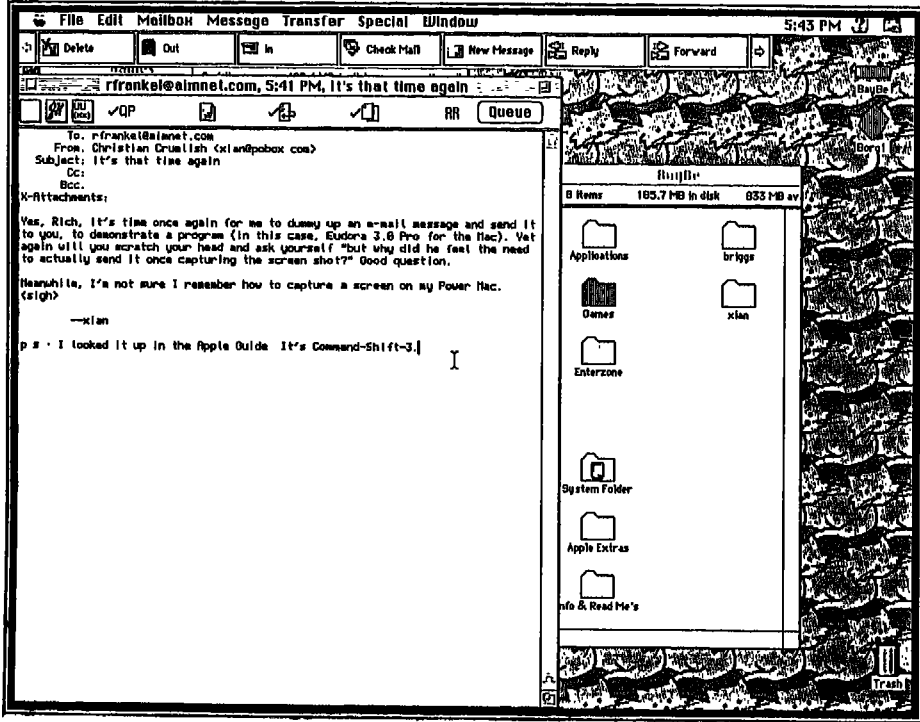 File Edit Mailbox Message Transfer Special Window 5:43 PM
Delete Out In Check Mail New Message Reply Forward
rfrankel@aimnet.com, 5:41 PM, It's that time again
QP RR Queue
To: rfrankel@aimnet.com
From: Christian Crumlish <xian@pobox.com>
Subject: It's that time again
Cc:
Bcc:
X-Attachments:
Yes, Rich, it's time once again for me to dummy up an e-mail message and send it
to you, to demonstrate a program (in this case, Eudora 3.0 Pro for the Mac). Yet
again will you scratch your head and ask yourself "but why did he feel the need
to actually send it once capturing the screen shot?" Good question.
Meanwhile, I'm not sure I remember how to capture a screen on my Power Mac.
<sigh>
--xian
p s - I looked it up in the Apple Guide It's Command-Shift-3.
BayBe
Borg!
BayBe
8 items 185.7 MB in disk 833 MB av
Applications
briggs
Games
xian
Enterzone
System Folder
Apple Extras
nfo & Read Me's
Trash